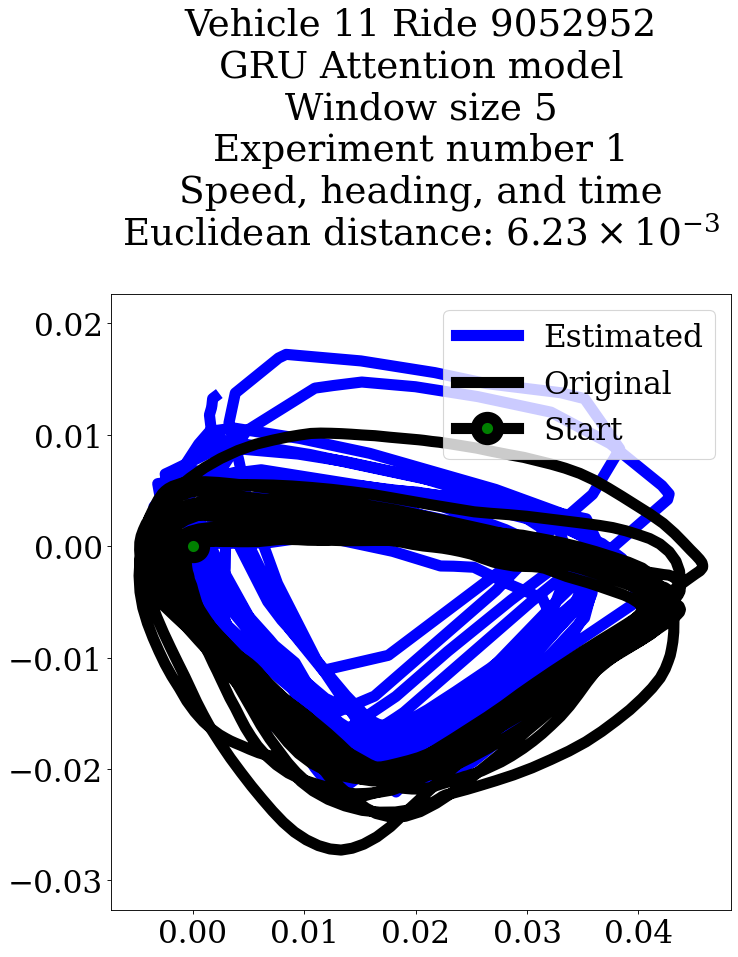 Vehicle 11 Ride 9052952
GRU Attention model
Window size 5
Experiment number 1
Speed, heading, and time
Euclidean distance: 6.23 × 10⁻³
Estimated
Original
Start
0.02
0.01
0.00
−0.01
−0.02
−0.03
0.00 0.01 0.02 0.03 0.04